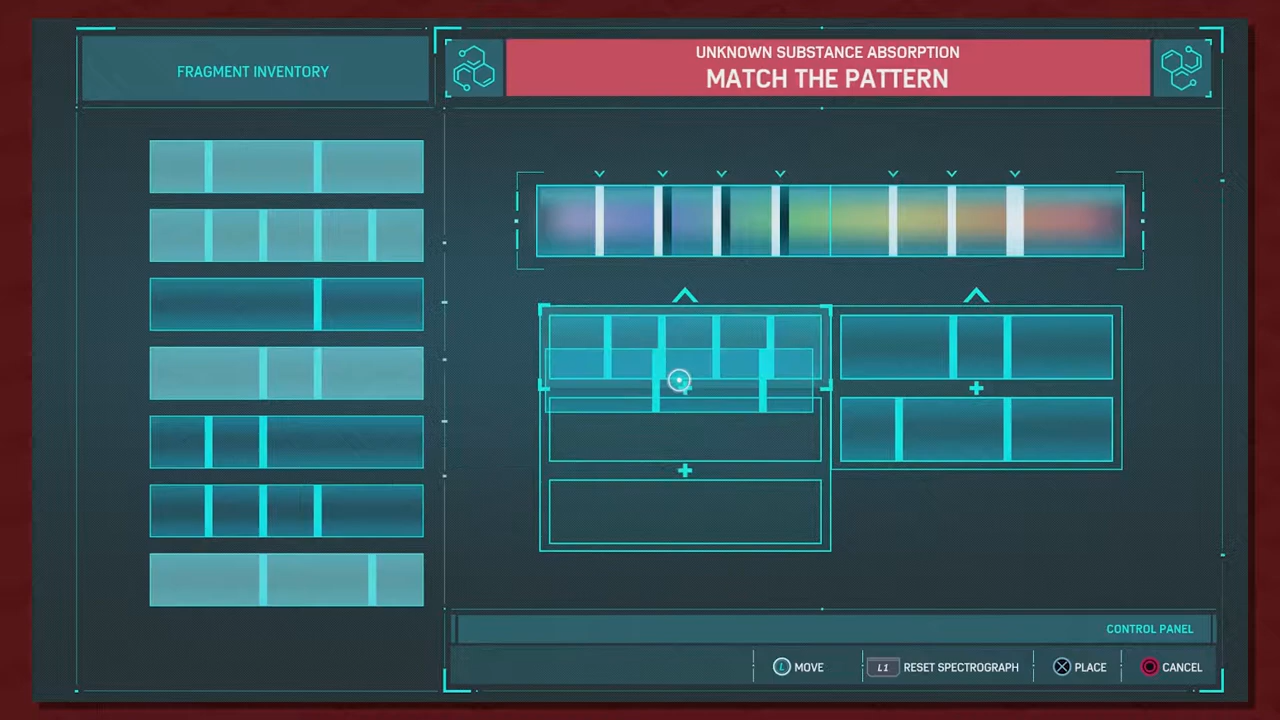 FRAGMENT INVENTORY
UNKNOWN SUBSTANCE ABSORPTION
MATCH THE PATTERN
CONTROL PANEL
L MOVE
L1 RESET SPECTROGRAPH
PLACE
CANCEL